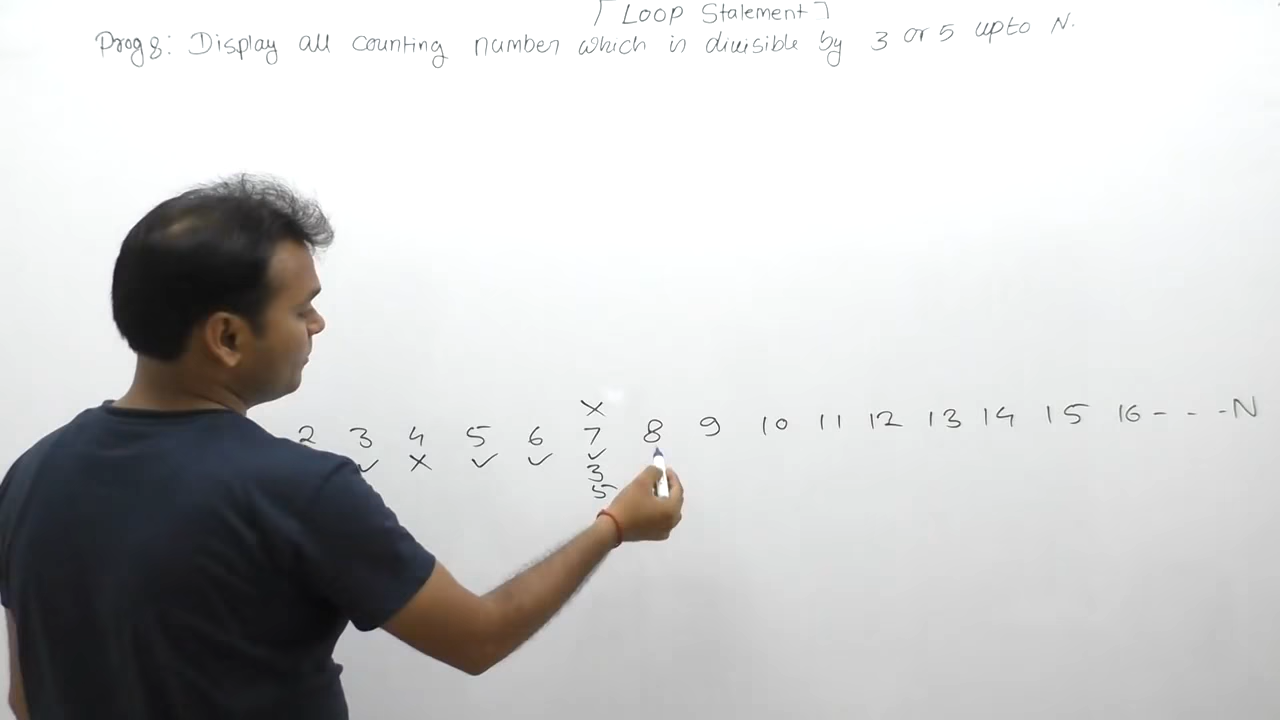 [Loop Statement]
Prog 8: Display all counting number which is divisible by 3 or 5 upto N.
×
2 3 4 5 6 7 8 9 10 11 12 13 14 15 16 - - - N
✓ × ✓ ✓ ✓
3
5